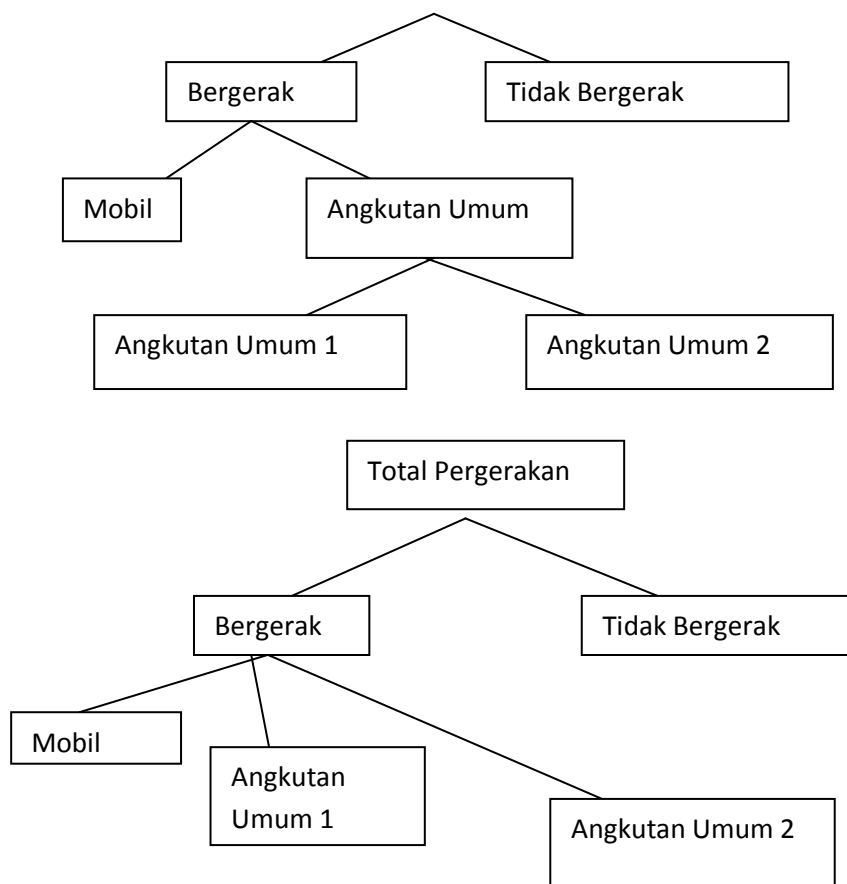 Bergerak
Tidak Bergerak
Mobil
Angkutan Umum
Angkutan Umum 1
Angkutan Umum 2
Total Pergerakan
Bergerak
Tidak Bergerak
Mobil
Angkutan
Umum 1
Angkutan Umum 2